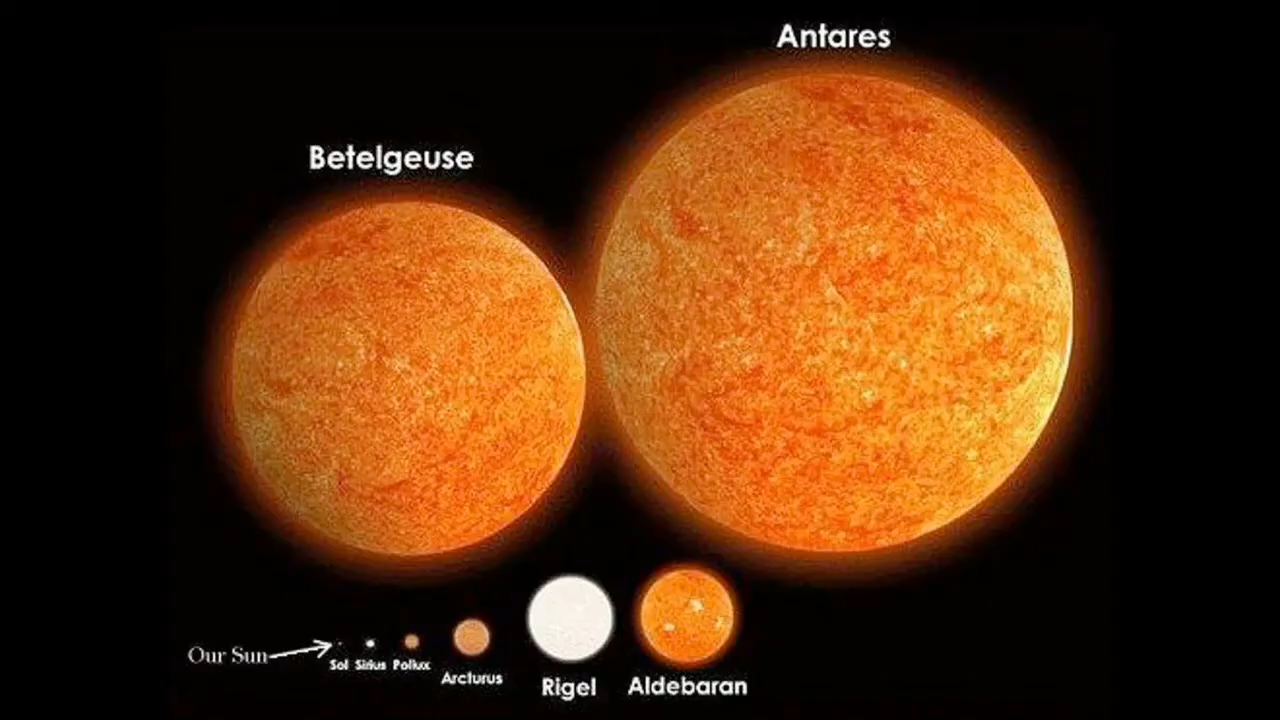 Antares
Betelgeuse
Our Sun
Sol
Sirius
Pollux
Arcturus
Rigel
Aldebaran